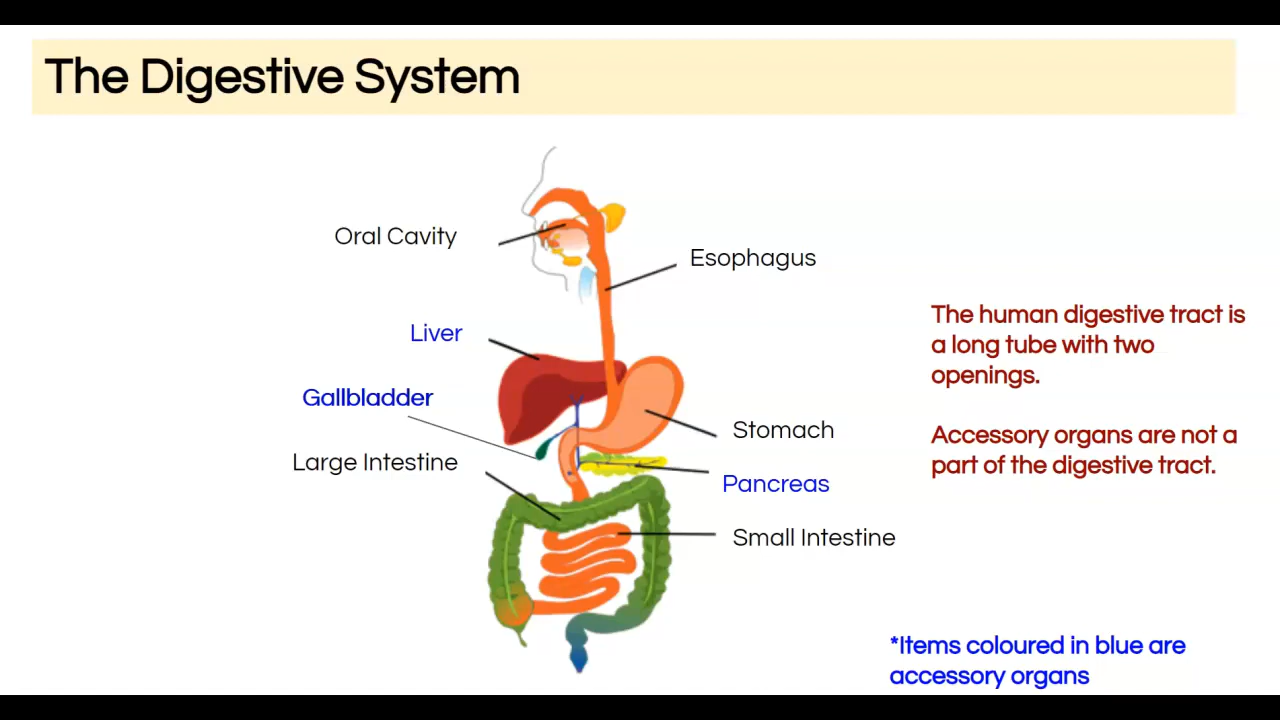 The Digestive System
Oral Cavity
Esophagus
Liver
Gallbladder
Large Intestine
Stomach
Pancreas
Small Intestine
The human digestive tract is
a long tube with two
openings.
Accessory organs are not a
part of the digestive tract.
*Items coloured in blue are
accessory organs